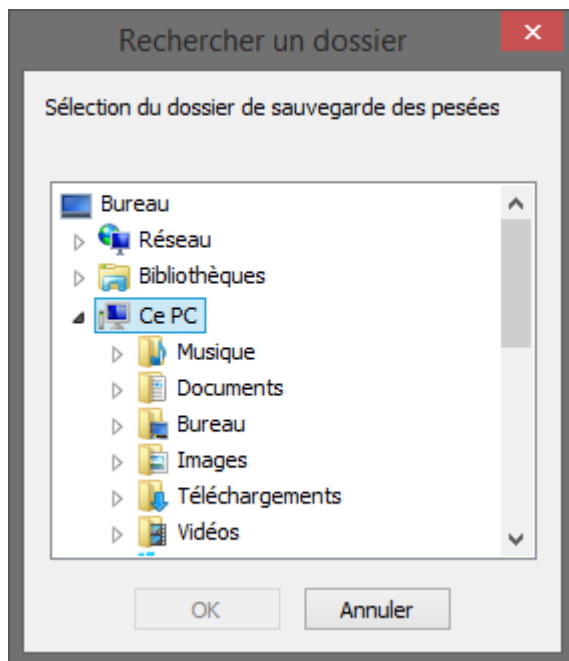 Rechercher un dossier
Sélection du dossier de sauvegarde des pesées
Bureau
Réseau
Bibliothèques
Ce PC
Musique
Documents
Bureau
Images
Téléchargements
Vidéos
OK
Annuler